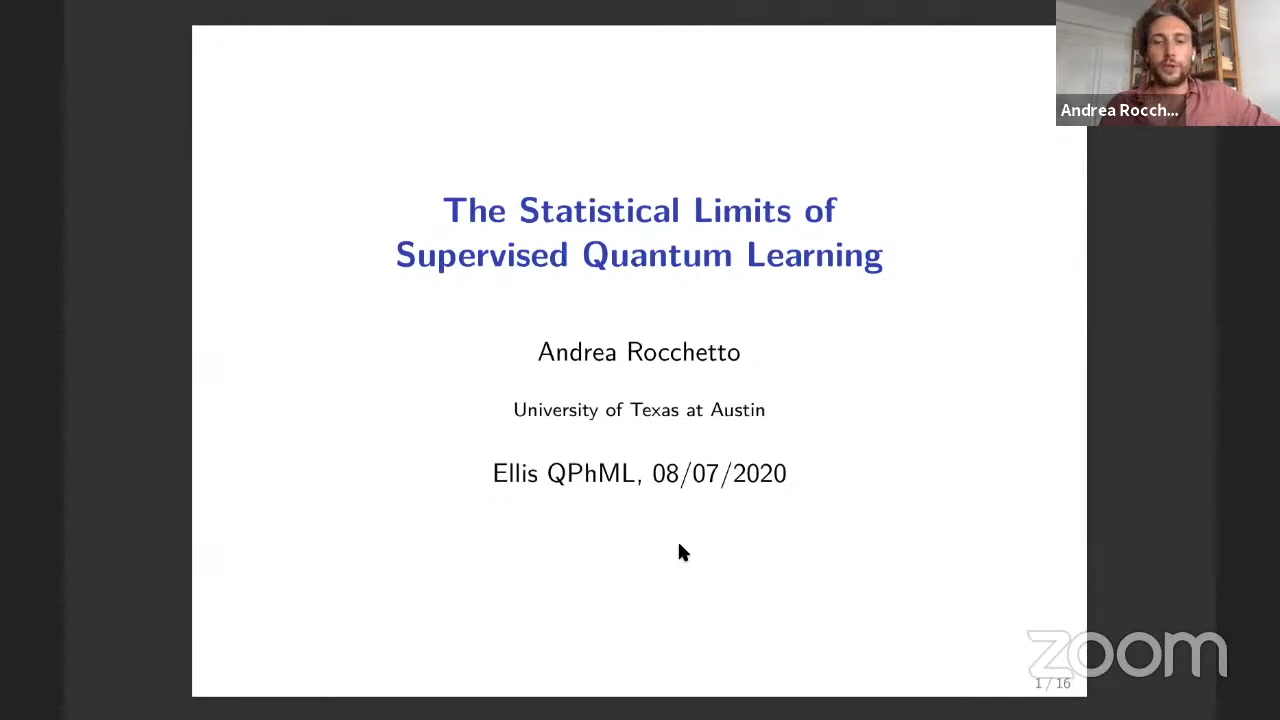 Andrea Rocch...
The Statistical Limits of
Supervised Quantum Learning
Andrea Rocchetto
University of Texas at Austin
Ellis QPhML, 08/07/2020
zoom
1 / 16